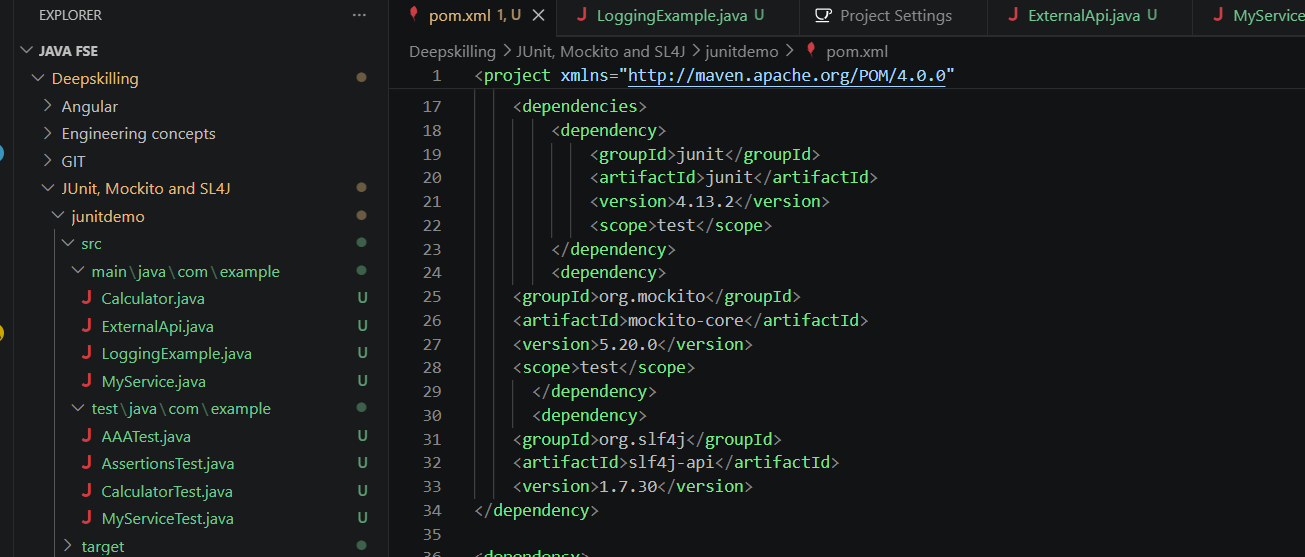 EXPLORER
···
JAVA FSE
Deepskilling
Angular
Engineering concepts
GIT
JUnit, Mockito and SL4J
junitdemo
src
main\java\com\example
J Calculator.java U
J ExternalApi.java U
J LoggingExample.java U
J MyService.java U
test\java\com\example
J AAATest.java U
J AssertionsTest.java U
J CalculatorTest.java U
J MyServiceTest.java U
target
pom.xml 1, U
J LoggingExample.java U
Project Settings
J ExternalApi.java U
J MyService
Deepskilling > JUnit, Mockito and SL4J > junitdemo > pom.xml
1 <project xmlns="http://maven.apache.org/POM/4.0.0"
17 <dependencies>
18 <dependency>
19 <groupId>junit</groupId>
20 <artifactId>junit</artifactId>
21 <version>4.13.2</version>
22 <scope>test</scope>
23 </dependency>
24 <dependency>
25 <groupId>org.mockito</groupId>
26 <artifactId>mockito-core</artifactId>
27 <version>5.20.0</version>
28 <scope>test</scope>
29 </dependency>
30 <dependency>
31 <groupId>org.slf4j</groupId>
32 <artifactId>slf4j-api</artifactId>
33 <version>1.7.30</version>
34 </dependency>
35
36 <dependency>